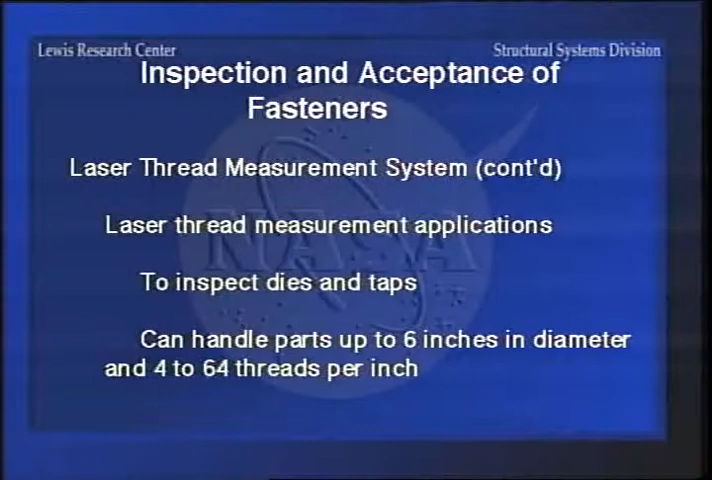 Lewis Research Center
Structural Systems Division
Inspection and Acceptance of
Fasteners
Laser Thread Measurement System (cont'd)
Laser thread measurement applications
To inspect dies and taps
Can handle parts up to 6 inches in diameter
and 4 to 64 threads per inch
NASA